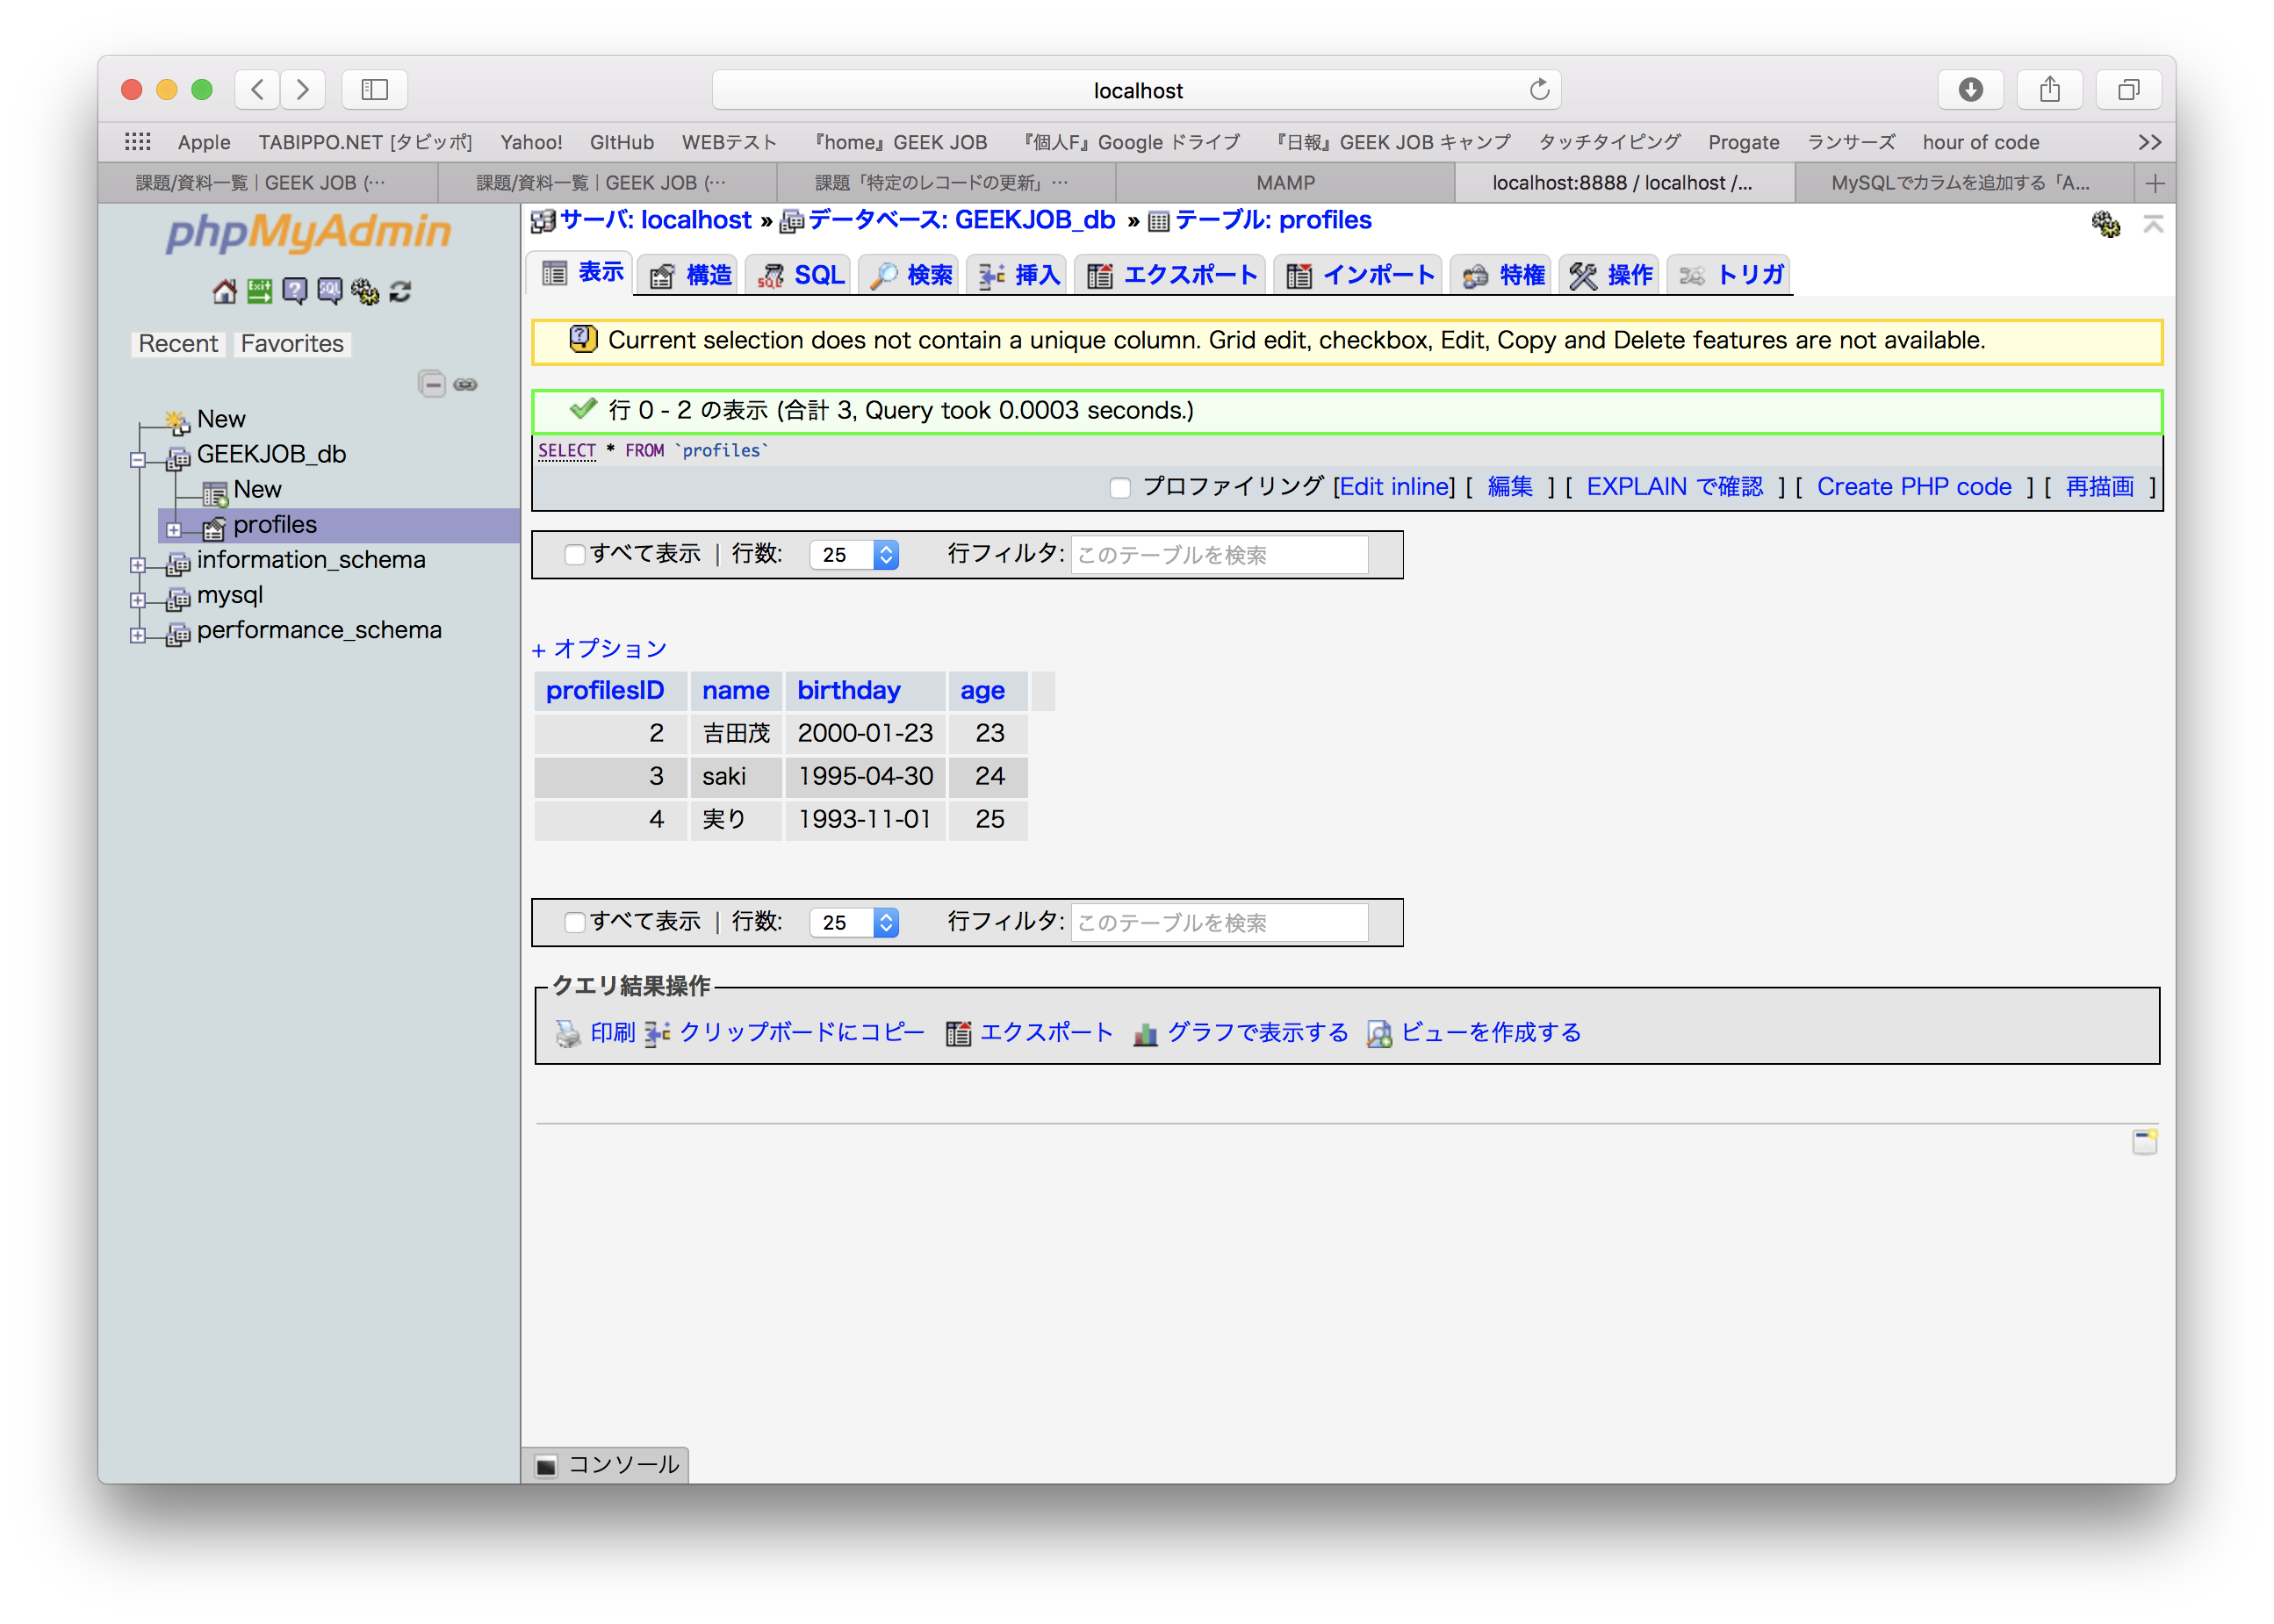 localhost
Apple TABIPPO.NET [タビッポ] Yahoo! GItHub WEBテスト 『home』GEEK JOB 『個人F』Google ドライブ 『日報』GEEK JOB キャンプ タッチタイピング Progate ランサーズ hour of code >>
課題/資料一覧 | GEEK JOB (… 課題/資料一覧 | GEEK JOB (… 課題「特定のレコードの更新」… MAMP localhost:8888 / localhost /... MySQLでカラムを追加する「A... +
phpMyAdmin
Recent Favorites
New
GEEKJOB_db
New
profiles
information_schema
mysql
performance_schema
サーバ: localhost » データベース: GEEKJOB_db » テーブル: profiles
表示 構造 SQL 検索 挿入 エクスポート インポート 特権 操作 トリガ
Current selection does not contain a unique column. Grid edit, checkbox, Edit, Copy and Delete features are not available.
行 0 - 2 の表示 (合計 3, Query took 0.0003 seconds.)
SELECT * FROM `profiles`
プロファイリング [Edit inline] [ 編集 ] [ EXPLAIN で確認 ] [ Create PHP code ] [ 再描画 ]
すべて表示 | 行数: 25 行フィルタ: このテーブルを検索
+ オプション
profilesID name birthday age
2 吉田茂 2000-01-23 23
3 saki 1995-04-30 24
4 実り 1993-11-01 25
すべて表示 | 行数: 25 行フィルタ: このテーブルを検索
クエリ結果操作
印刷 クリップボードにコピー エクスポート グラフで表示する ビューを作成する
コンソール